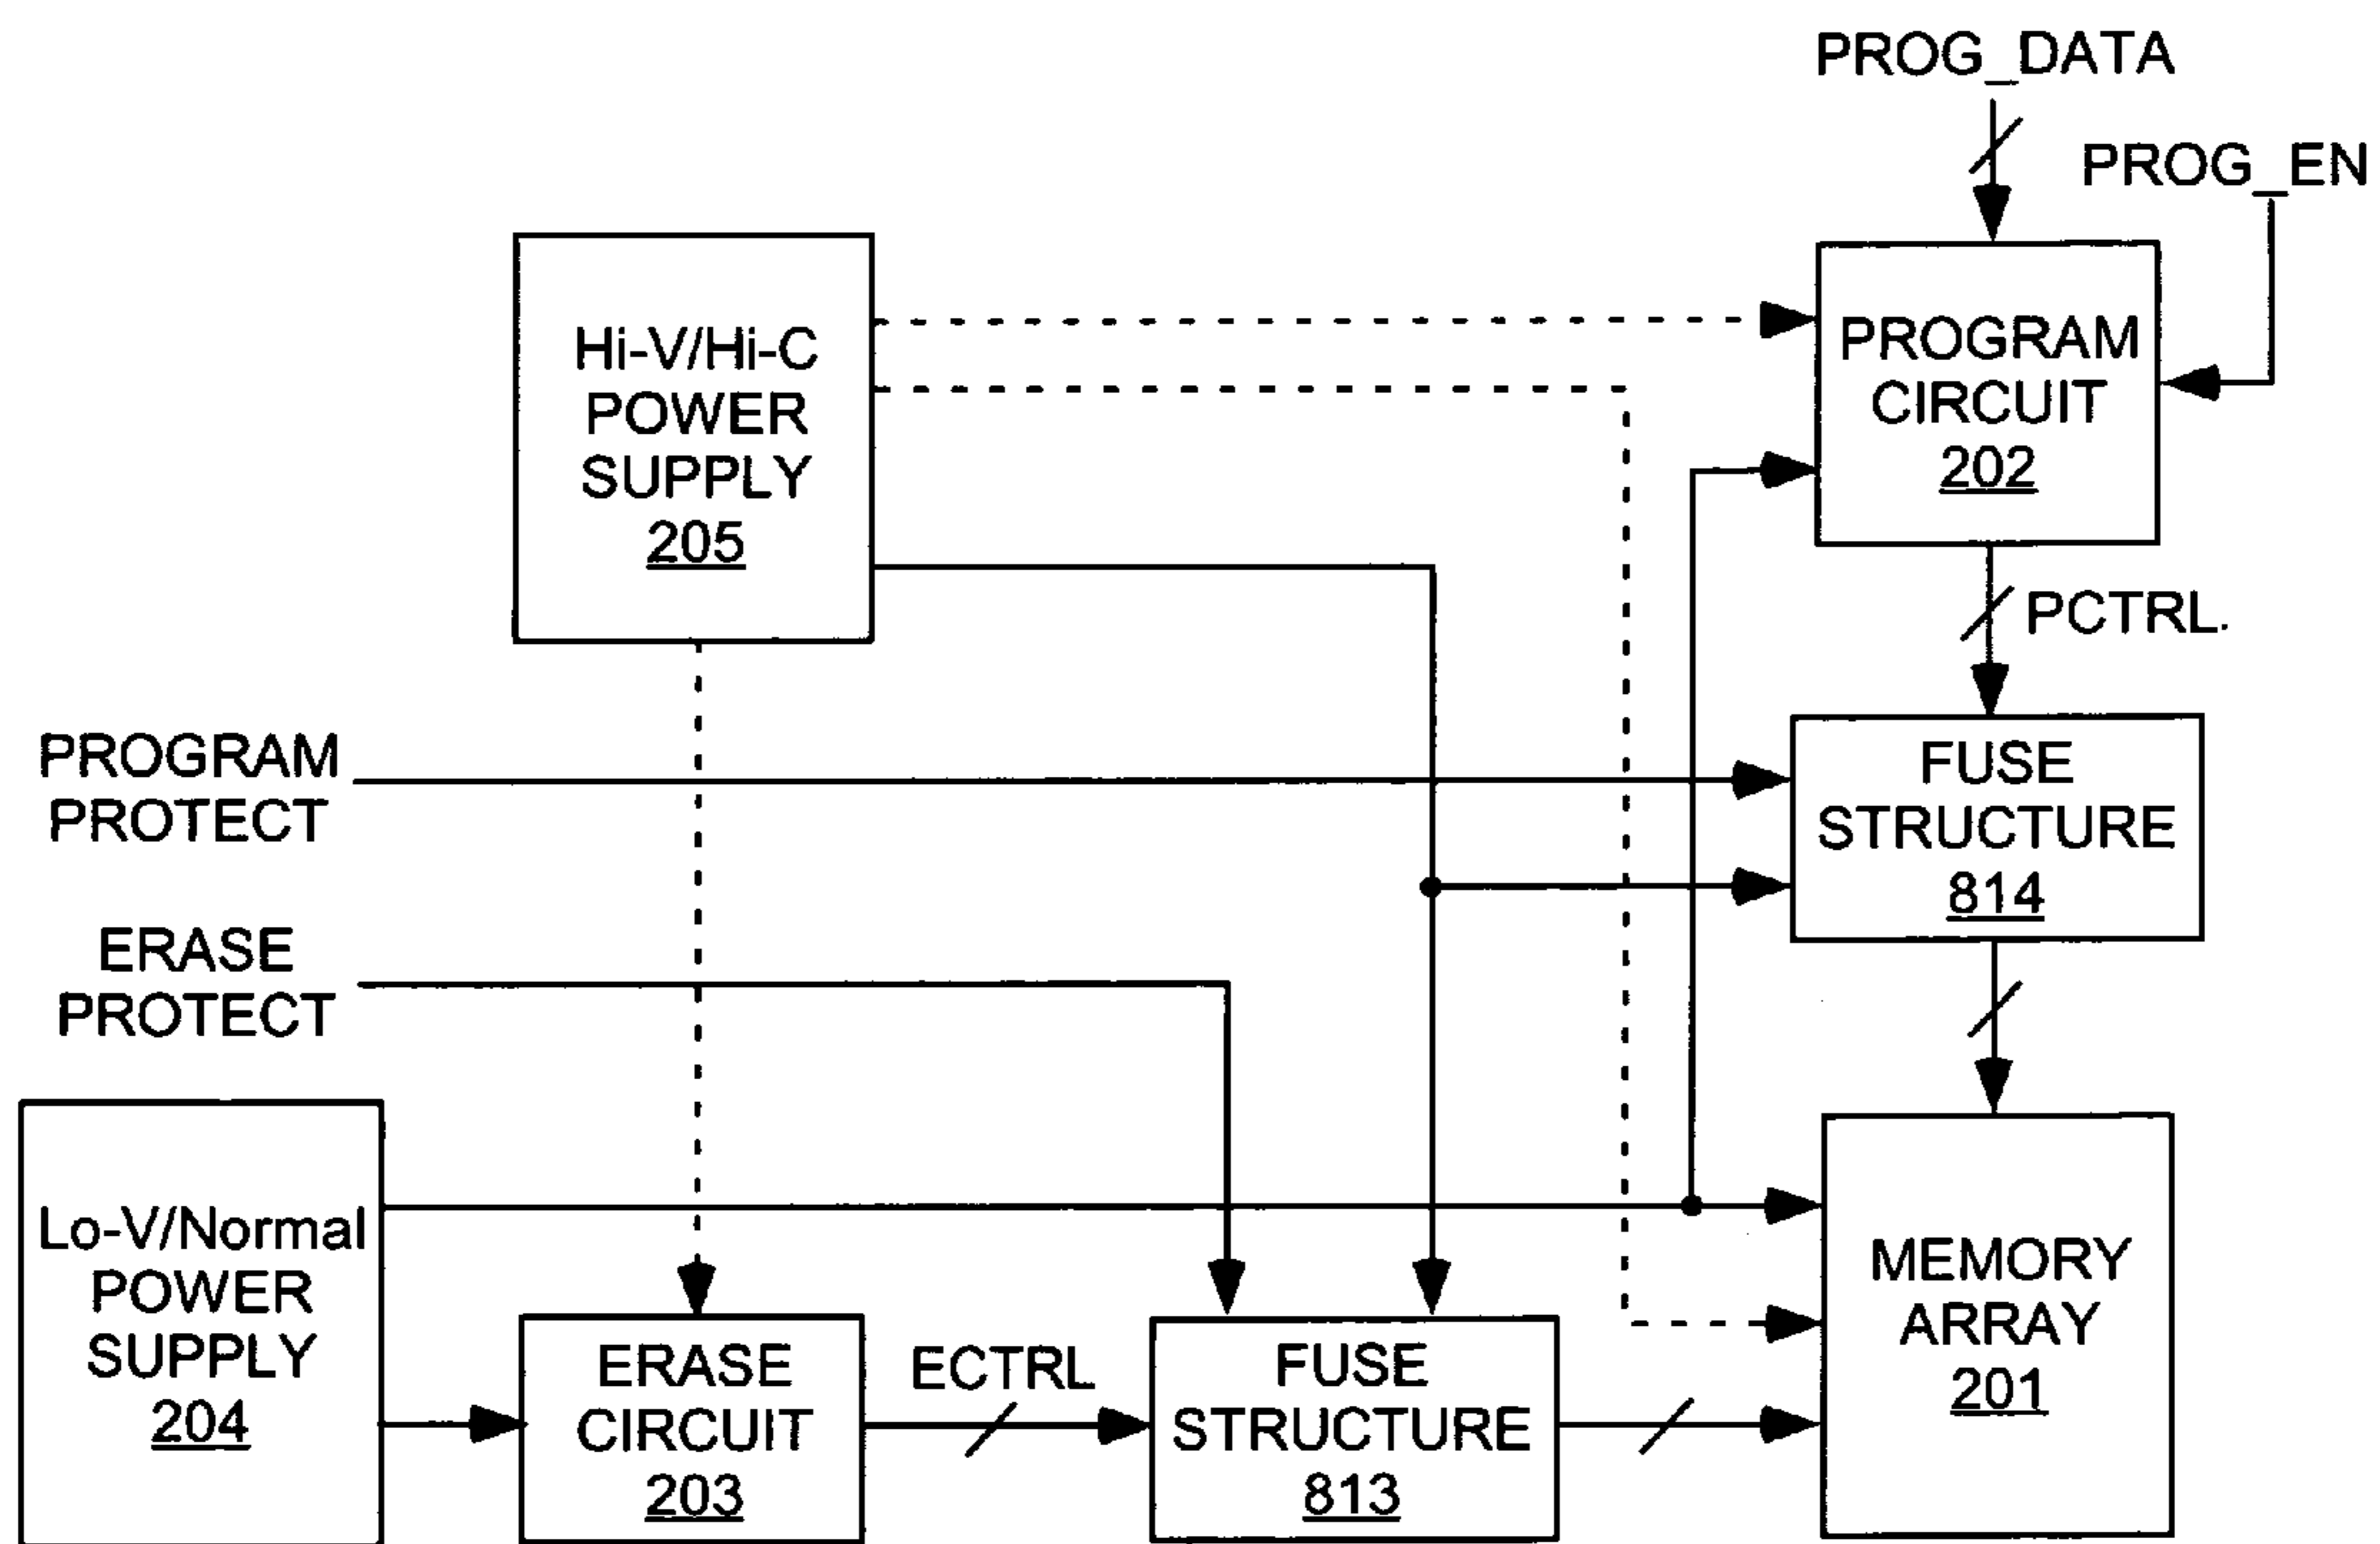 PROG_DATA
PROG_EN
Hi-V/Hi-C
POWER
SUPPLY
205
PROGRAM
CIRCUIT
202
PCTRL.
PROGRAM
PROTECT
FUSE
STRUCTURE
814
ERASE
PROTECT
Lo-V/Normal
POWER
SUPPLY
204
ERASE
CIRCUIT
203
ECTRL
FUSE
STRUCTURE
813
MEMORY
ARRAY
201